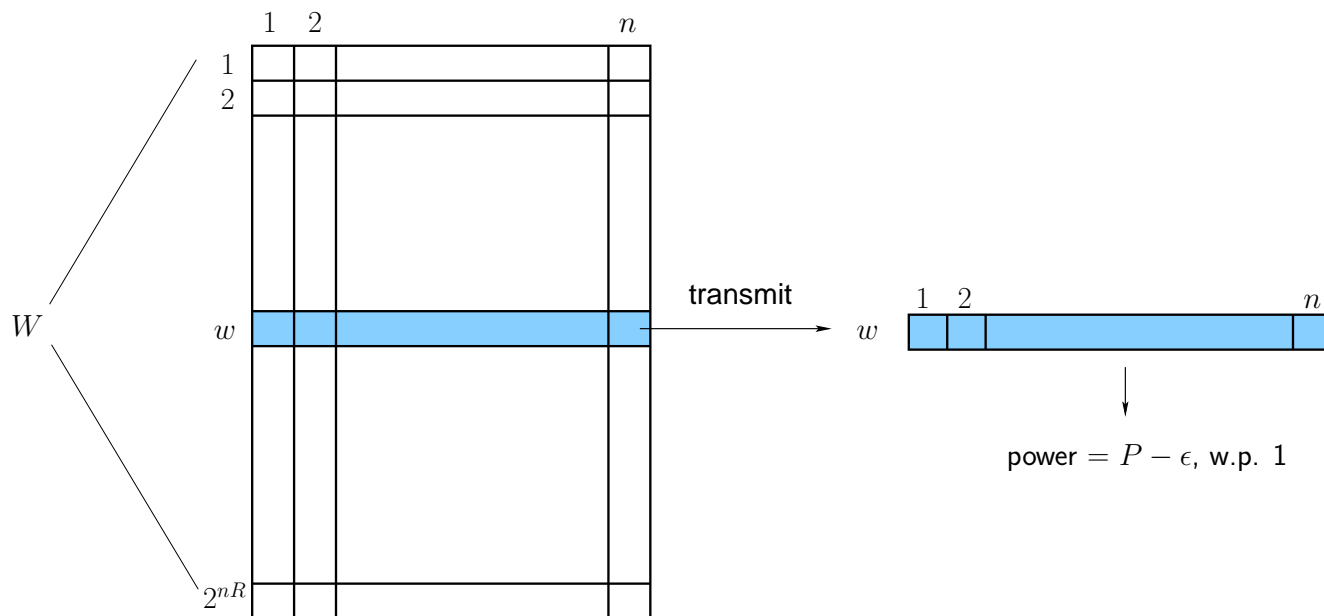 1 2 n
1
2
transmit
1 2 n
W
w
w
power = P − ϵ, w.p. 1
2^{nR}